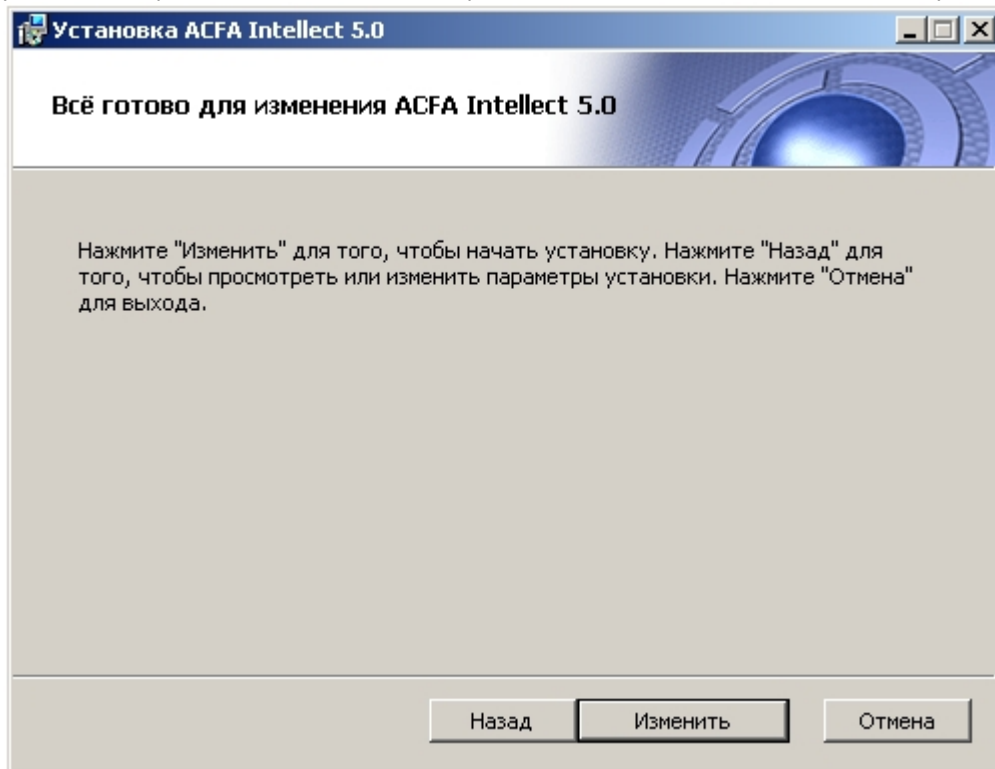 Установка ACFA Intellect 5.0
Всё готово для изменения ACFA Intellect 5.0
Нажмите "Изменить" для того, чтобы начать установку. Нажмите "Назад" для
того, чтобы просмотреть или изменить параметры установки. Нажмите "Отмена"
для выхода.
Назад
Изменить
Отмена